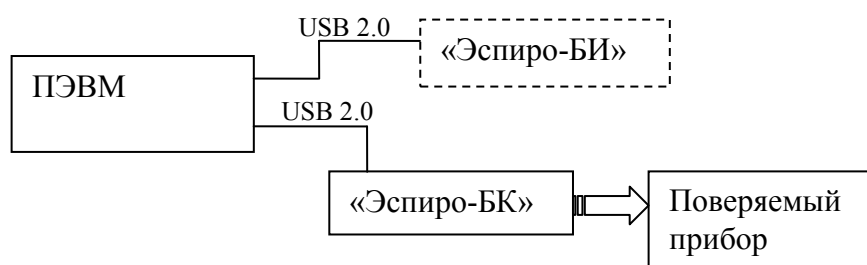 USB 2.0
«Эспиро-БИ»
ПЭВМ
USB 2.0
«Эспиро-БК»
Поверяемый
прибор